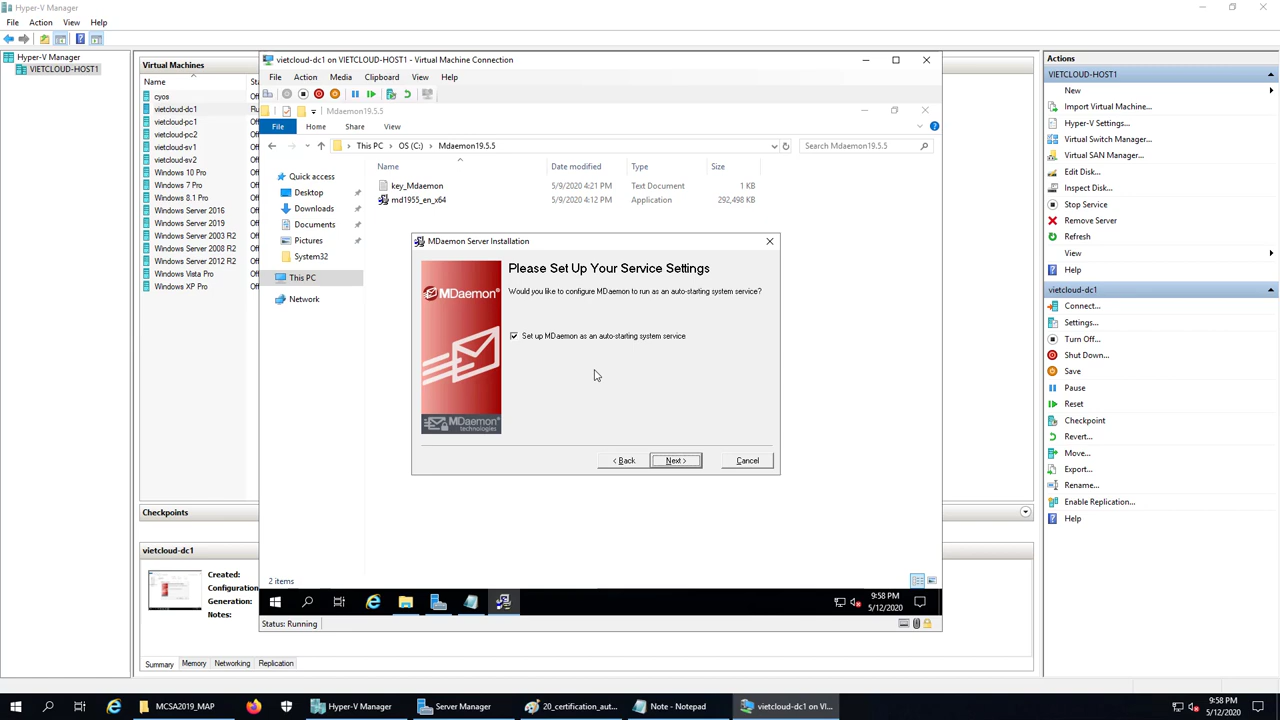 Hyper-V Manager
File Action View Help
Hyper-V Manager
VIETCLOUD-HOST1
Virtual Machines
Name
cyos
vietcloud-dc1
vietcloud-pc1
vietcloud-pc2
vietcloud-sv1
vietcloud-sv2
Windows 10 Pro
Windows 7 Pro
Windows 8.1 Pro
Windows Server 2016
Windows Server 2019
Windows Server 2003 R2
Windows Server 2008 R2
Windows Server 2012 R2
Windows Vista Pro
Windows XP Pro
Checkpoints
vietcloud-dc1
Created:
Configuration
Generation:
Notes:
Summary Memory Networking Replication
vietcloud-dc1 on VIETCLOUD-HOST1 - Virtual Machine Connection
File Action Media Clipboard View Help
Mdaemon19.5.5
File Home Share View
This PC OS (C:) Mdaemon19.5.5 Search Mdaemon19.5.5
Quick access
Desktop
Downloads
Documents
Pictures
System32
This PC
Network
Name Date modified Type Size
key_Mdaemon 5/9/2020 4:21 PM Text Document 1 KB
md1955_en_x64 5/9/2020 4:12 PM Application 292,498 KB
MDaemon Server Installation
MDaemon®
MDaemon®
technologies
Please Set Up Your Service Settings
Would you like to configure MDaemon to run as an auto-starting system service?
Set up MDaemon as an auto-starting system service
< Back Next > Cancel
2 items
9:58 PM
5/12/2020
Status: Running
Actions
VIETCLOUD-HOST1
New
Import Virtual Machine...
Hyper-V Settings...
Virtual Switch Manager...
Virtual SAN Manager...
Edit Disk...
Inspect Disk...
Stop Service
Remove Server
Refresh
View
Help
vietcloud-dc1
Connect...
Settings...
Turn Off...
Shut Down...
Save
Pause
Reset
Checkpoint
Revert...
Move...
Export...
Rename...
Enable Replication...
Help
MCSA2019_MAP Hyper-V Manager Server Manager 20_certification_aut... Note - Notepad vietcloud-dc1 on VI...
9:58 PM
5/12/2020